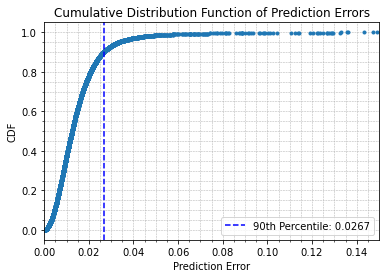 Cumulative Distribution Function of Prediction Errors
CDF
1.0
0.8
0.6
0.4
0.2
0.0
90th Percentile: 0.0267
0.00 0.02 0.04 0.06 0.08 0.10 0.12 0.14
Prediction Error